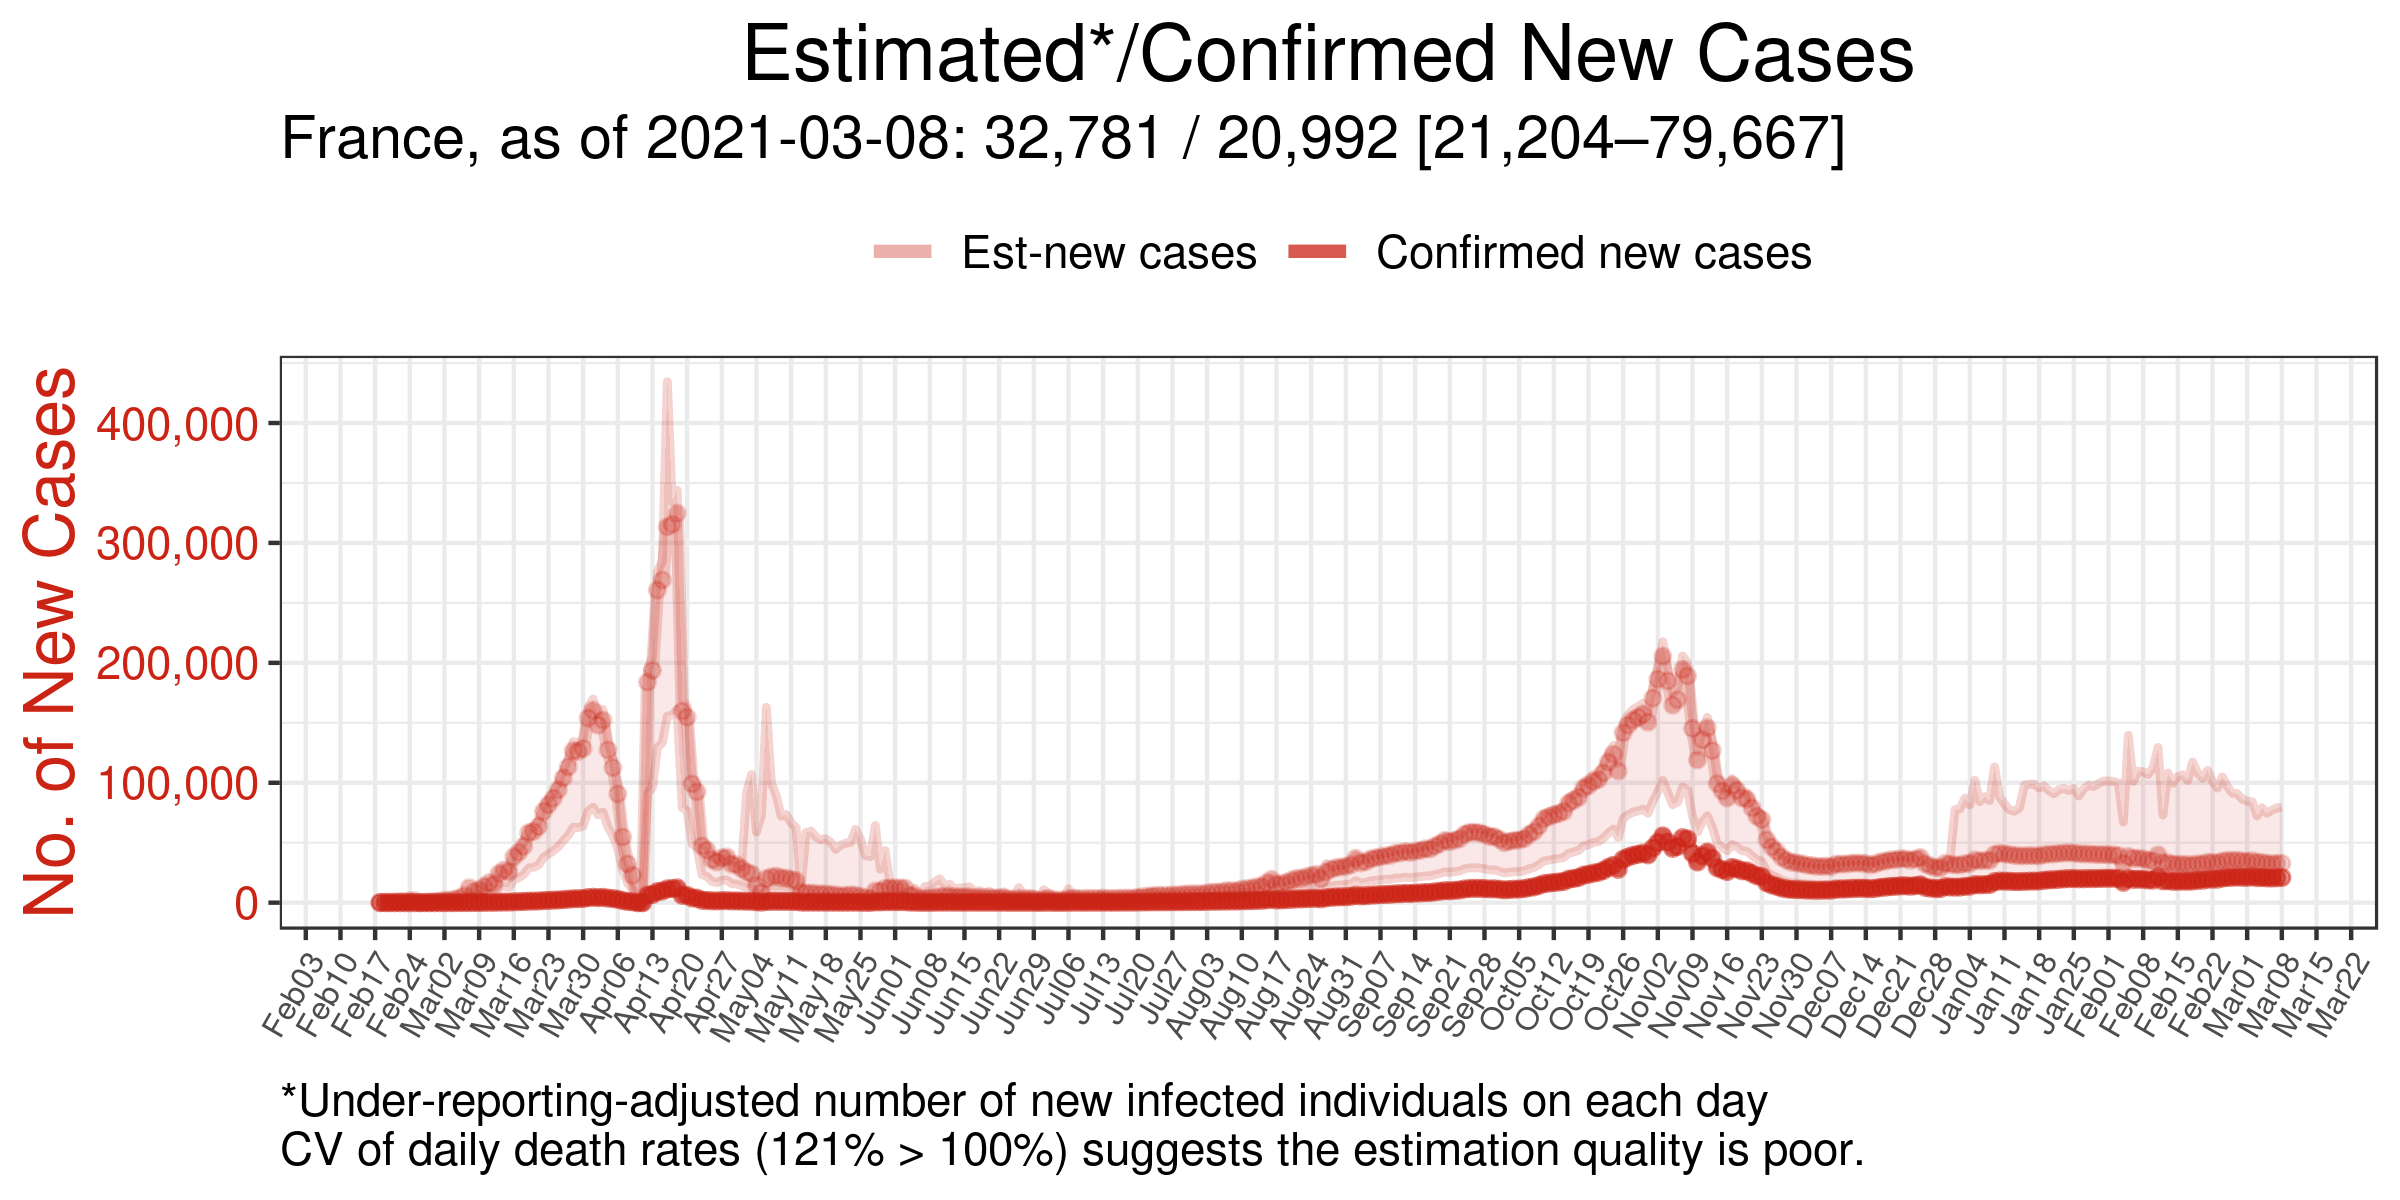 Estimated*/Confirmed New Cases
France, as of 2021-03-08: 32,781 / 20,992 [21,204–79,667]
Est-new cases
Confirmed new cases
No. of New Cases
400,000
300,000
200,000
100,000
0
Feb03
Feb10
Feb17
Feb24
Mar02
Mar09
Mar16
Mar23
Mar30
Apr06
Apr13
Apr20
Apr27
May04
May11
May18
May25
Jun01
Jun08
Jun15
Jun22
Jun29
Jul06
Jul13
Jul20
Jul27
Aug03
Aug10
Aug17
Aug24
Aug31
Sep07
Sep14
Sep21
Sep28
Oct05
Oct12
Oct19
Oct26
Nov02
Nov09
Nov16
Nov23
Nov30
Dec07
Dec14
Dec21
Dec28
Jan04
Jan11
Jan18
Jan25
Feb01
Feb08
Feb15
Feb22
Mar01
Mar08
Mar15
Mar22
*Under-reporting-adjusted number of new infected individuals on each day
CV of daily death rates (121% > 100%) suggests the estimation quality is poor.